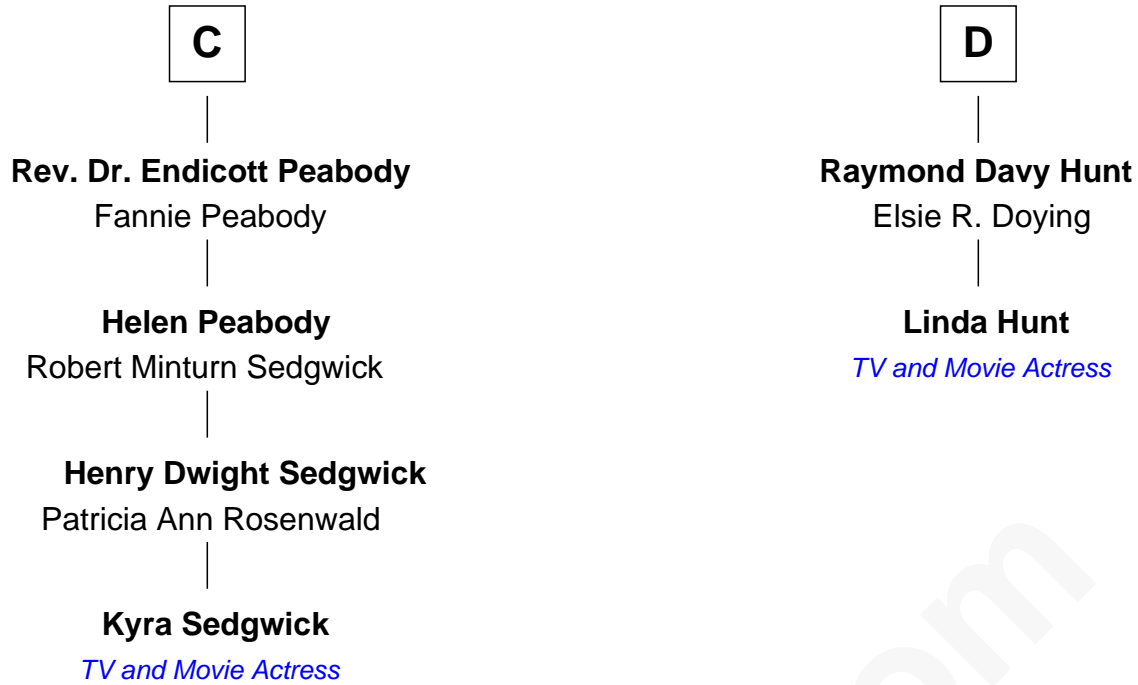 C
Rev. Dr. Endicott Peabody
Fannie Peabody
Helen Peabody
Robert Minturn Sedgwick
Henry Dwight Sedgwick
Patricia Ann Rosenwald
Kyra Sedgwick
TV and Movie Actress
D
Raymond Davy Hunt
Elsie R. Doying
Linda Hunt
TV and Movie Actress
om